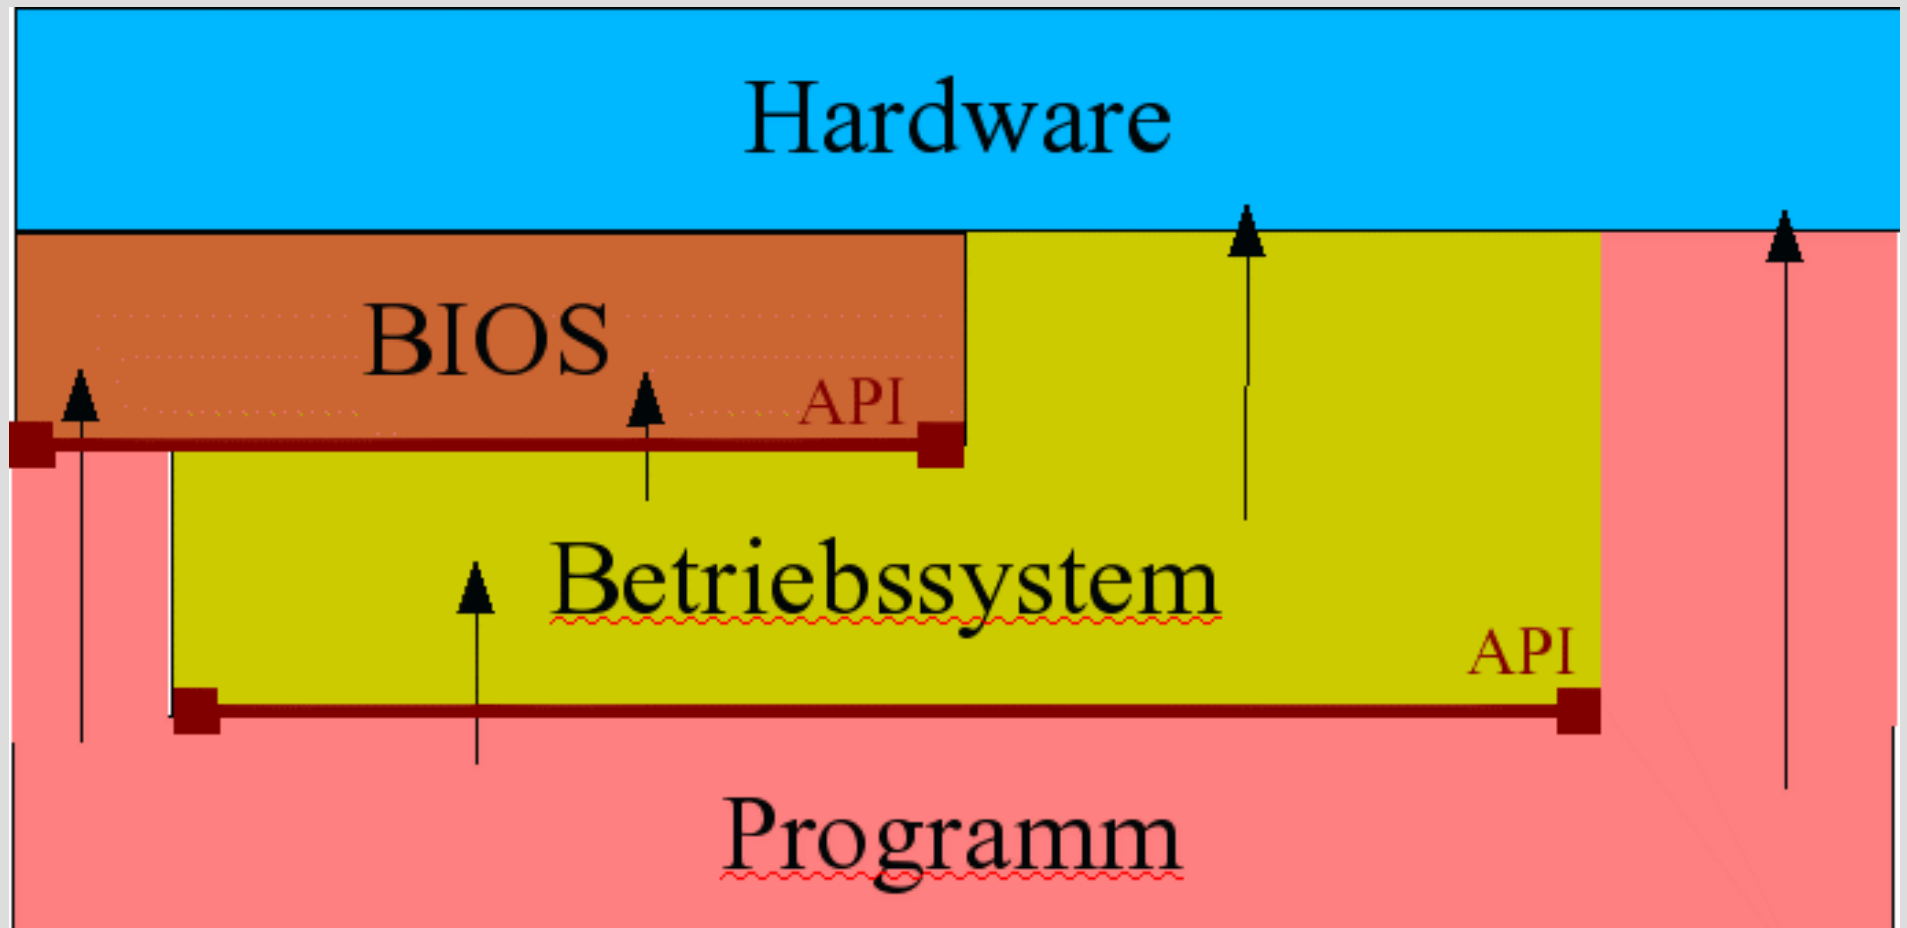 Hardware
BIOS
API
Betriebssystem
API
Programm